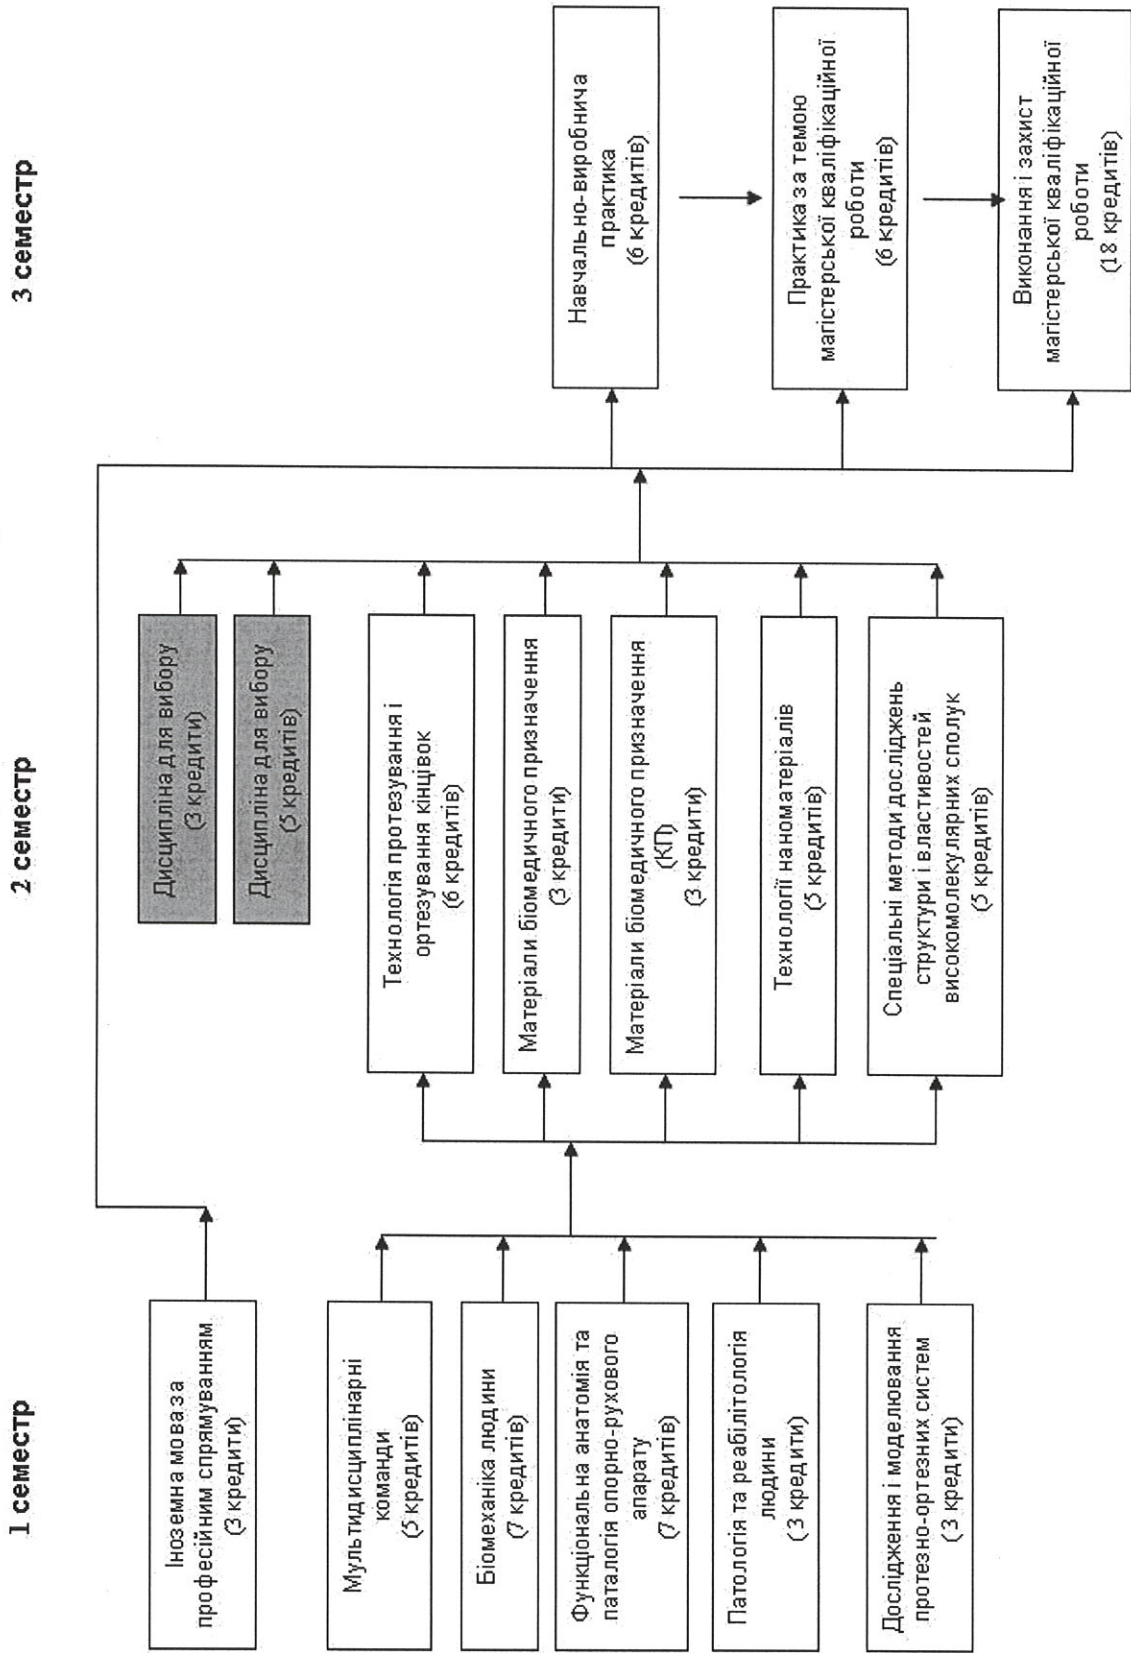 1 семестр
Іноземна мова за
професійним спрямуванням
(3 кредити)
Мультидисциплінарні
команди
(5 кредитів)
Біомеханіка людини
(7 кредитів)
Функціональна анатомія та
паталогія опорно-рухового
апарату
(7 кредитів)
Патологія та реабілітологія
людини
( 3 кредити)
Дослідження і моделювання
протезно-ортезних систем
( 3 кредити)
2 семестр
Дисципліна для вибору
(3 кредити)
Дисципліна для вибору
(5 кредитів)
Технологія протезування і
ортезування кінцівок
(6 кредитів)
Матеріали біомедичного призначення
(3 кредити)
Матеріали біомедичного призначення
(КП)
(3 кредити)
Технології наноматеріалів
(5 кредитів)
Спеціальні методи досліджень
структури і властивостей
високомолекулярних сполук
(5 кредитів)
3 семестр
Навчально-виробнича
практика
(6 кредитів)
Практика за темою
магістерської кваліфікаційної
роботи
(6 кредитів)
Виконання і захист
магістерської кваліфікаційної
роботи
(18 кредитів)